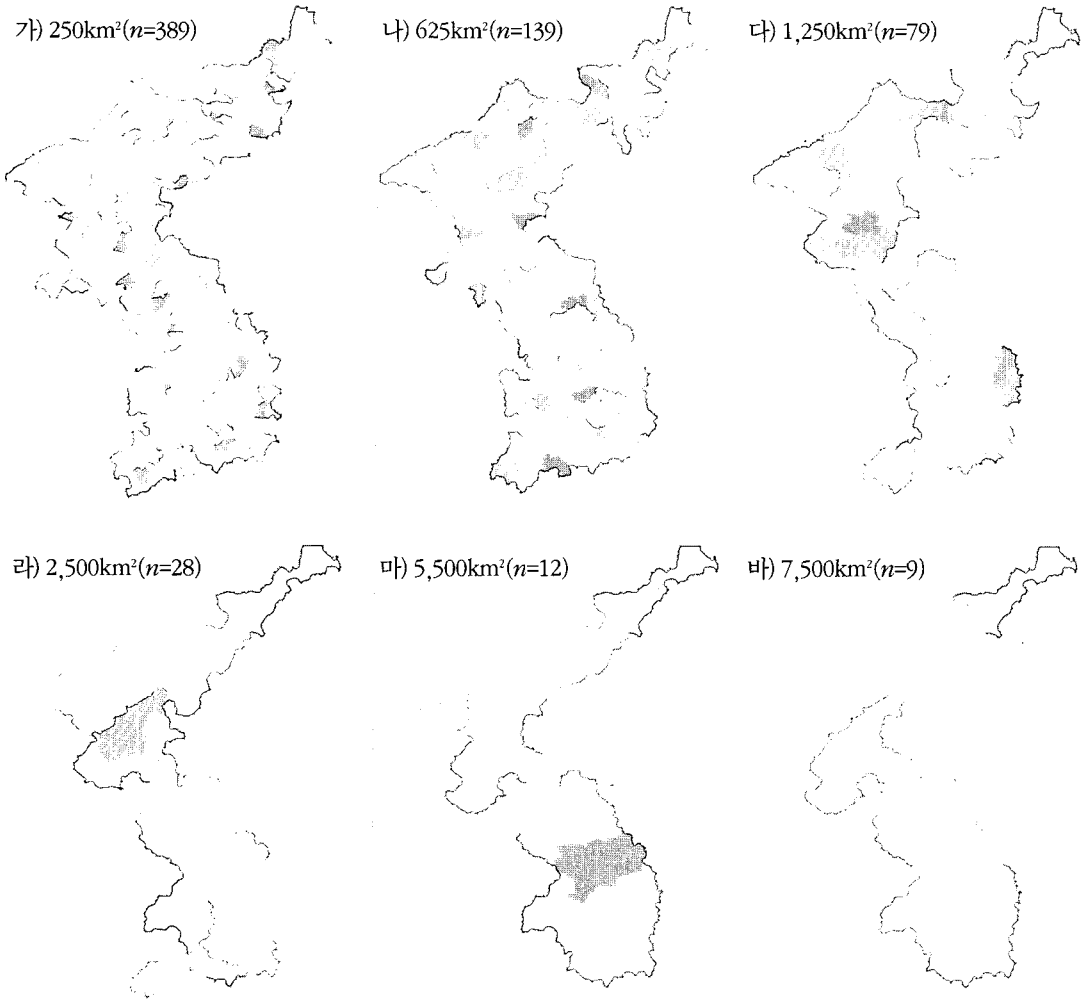 가) 250km²(n=389)
나) 625km²(n=139)
다) 1,250km²(n=79)
라) 2,500km²(n=28)
마) 5,500km²(n=12)
바) 7,500km²(n=9)